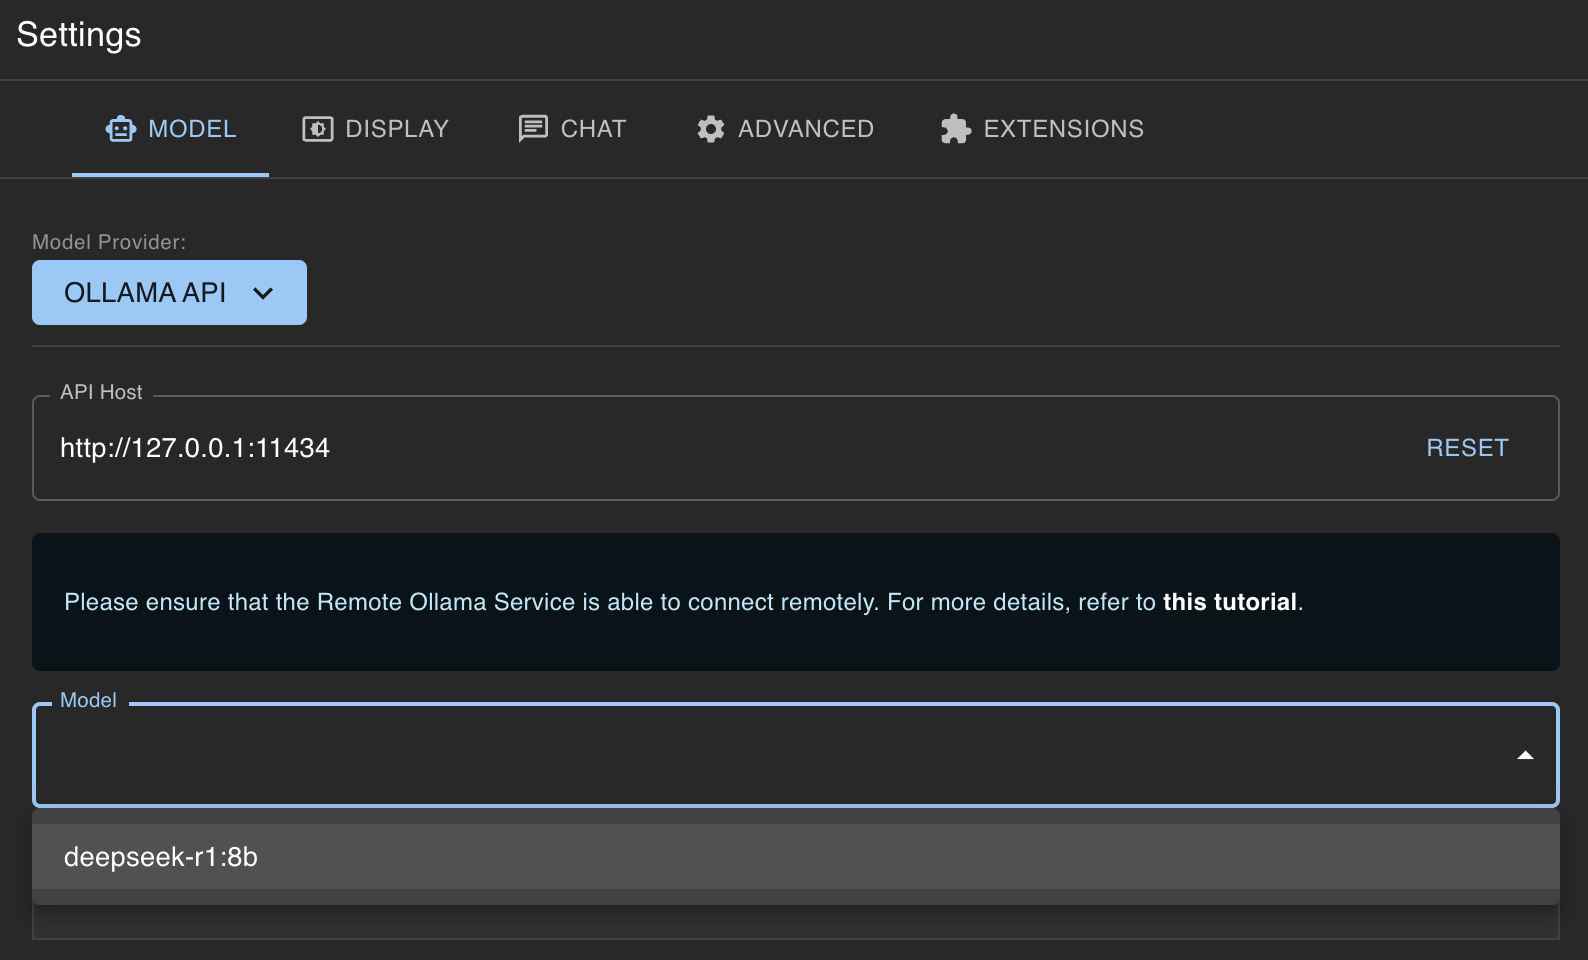 Settings
MODEL DISPLAY CHAT ADVANCED EXTENSIONS
Model Provider:
OLLAMA API
API Host
http://127.0.0.1:11434 RESET
Please ensure that the Remote Ollama Service is able to connect remotely. For more details, refer to this tutorial.
Model
deepseek-r1:8b